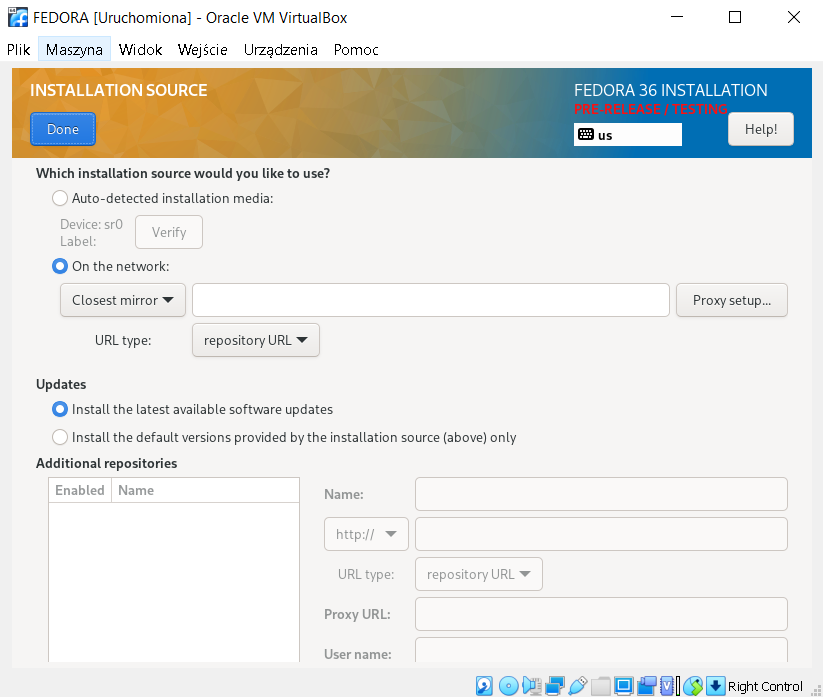 FEDORA [Uruchomiona] - Oracle VM VirtualBox
Plik Maszyna Widok Wejście Urządzenia Pomoc
INSTALLATION SOURCE
FEDORA 36 INSTALLATION
PRE-RELEASE / TESTING
Done
us
Help!
Which installation source would you like to use?
Auto-detected installation media:
Device: sr0
Label:
Verify
On the network:
Closest mirror
Proxy setup...
URL type: repository URL
Updates
Install the latest available software updates
Install the default versions provided by the installation source (above) only
Additional repositories
Enabled Name
Name:
http://
URL type: repository URL
Proxy URL:
User name:
Right Control